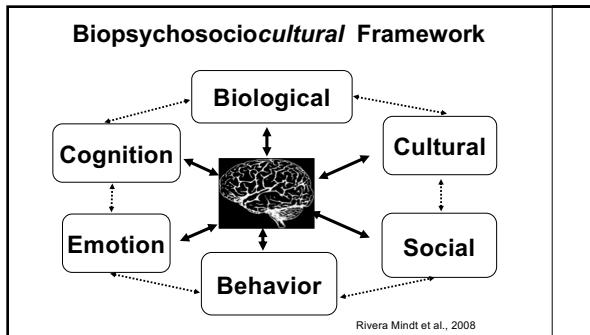 Biopsychosociocultural Framework
Biological
Cognition
Cultural
Emotion
Social
Behavior
Rivera Mindt et al., 2008